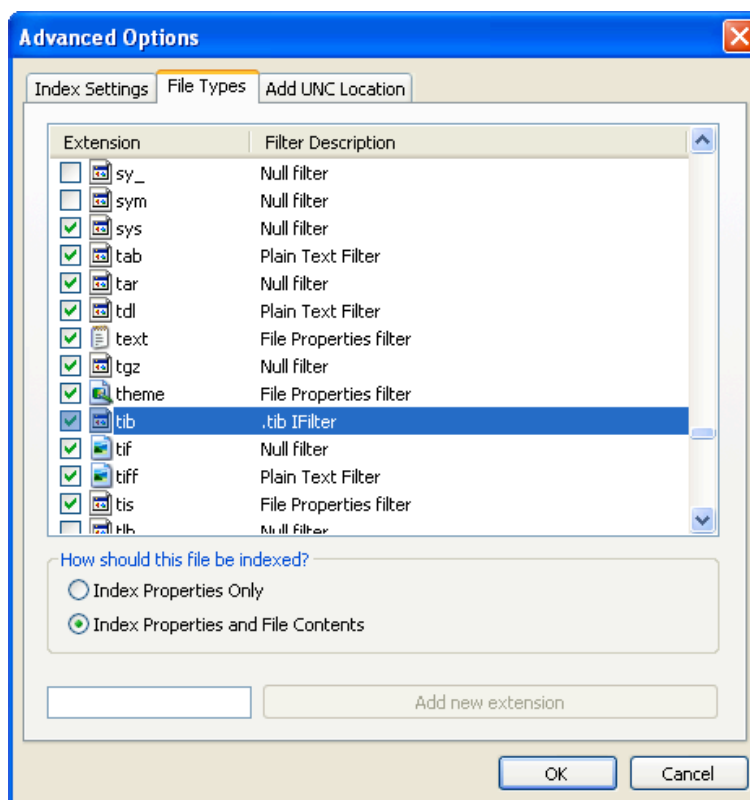 Advanced Options
Index Settings File Types Add UNC Location
Extension Filter Description
sy_ Null filter
sym Null filter
sys Null filter
tab Plain Text Filter
tar Null filter
tdl Plain Text Filter
text File Properties filter
tgz Null filter
theme File Properties filter
tib .tib IFilter
tif Null filter
tiff Plain Text Filter
tis File Properties filter
tlb Null filter
How should this file be indexed?
Index Properties Only
Index Properties and File Contents
Add new extension
OK Cancel